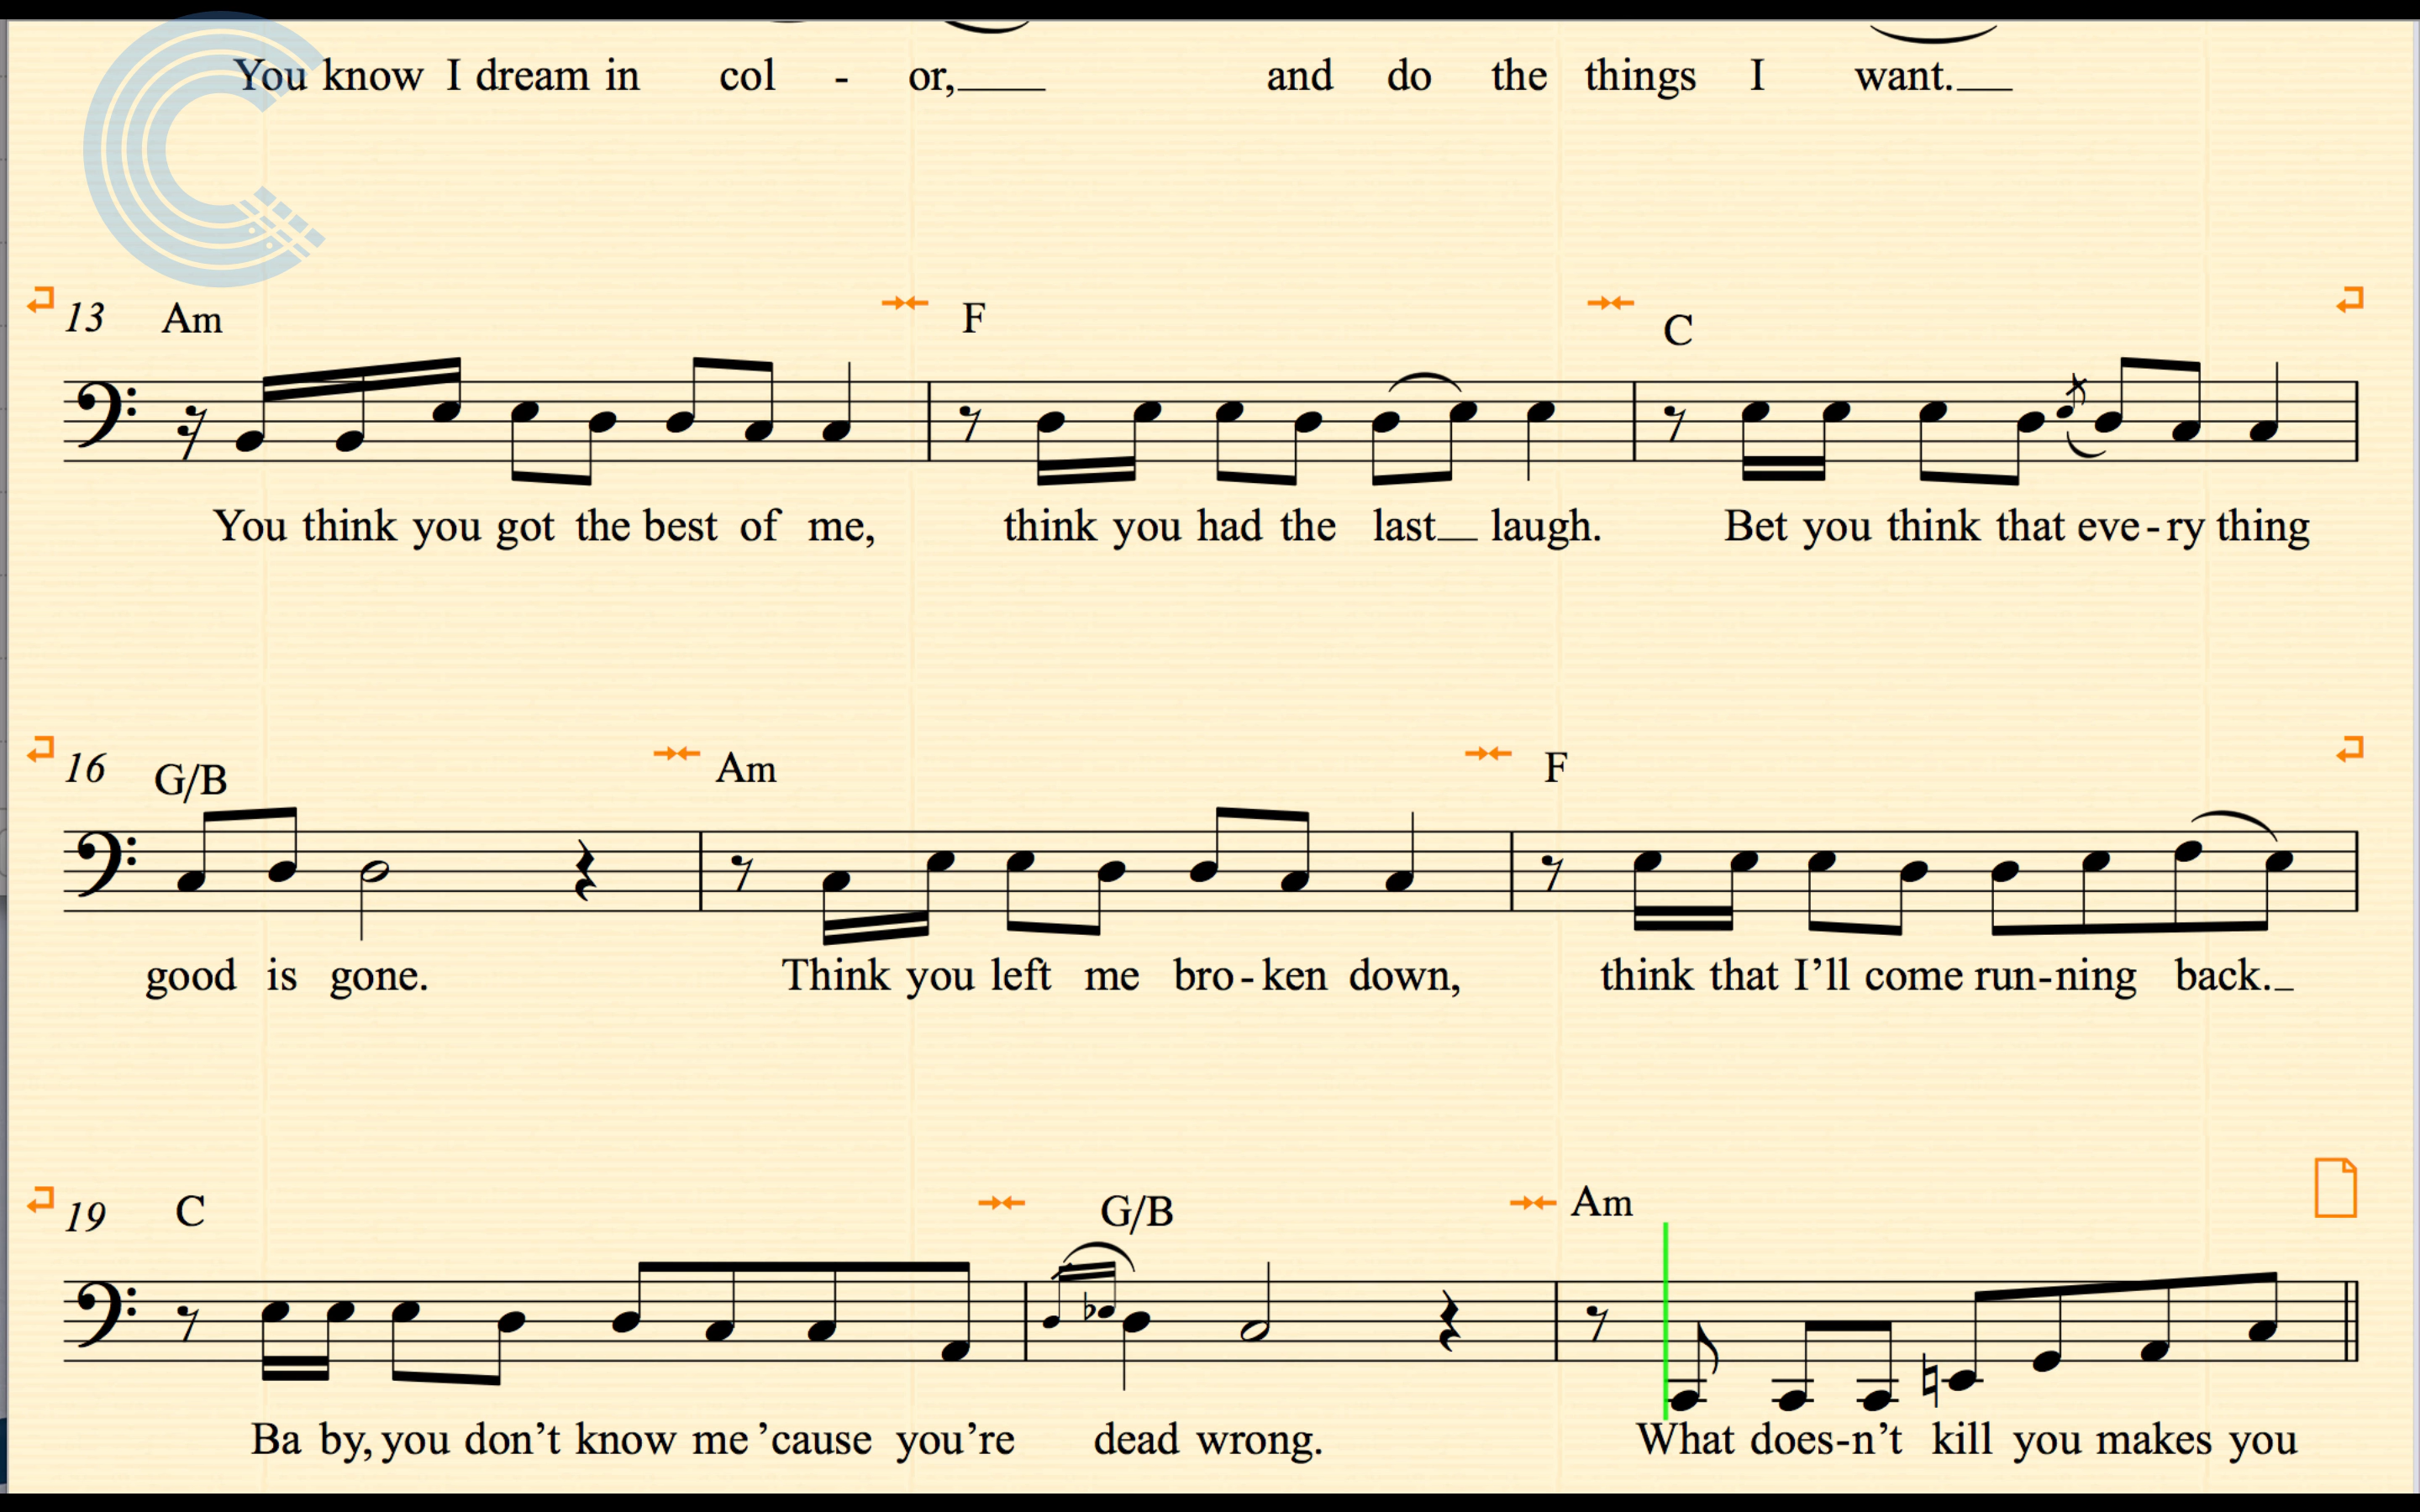 You know I dream in col - or, and do the things I want.
13 Am F C
You think you got the best of me, think you had the last laugh. Bet you think that eve-ry thing
16 G/B Am F
good is gone. Think you left me bro-ken down, think that I’ll come run-ning back.
19 C G/B Am
Ba by, you don’t know me ’cause you’re dead wrong. What does-n’t kill you makes you